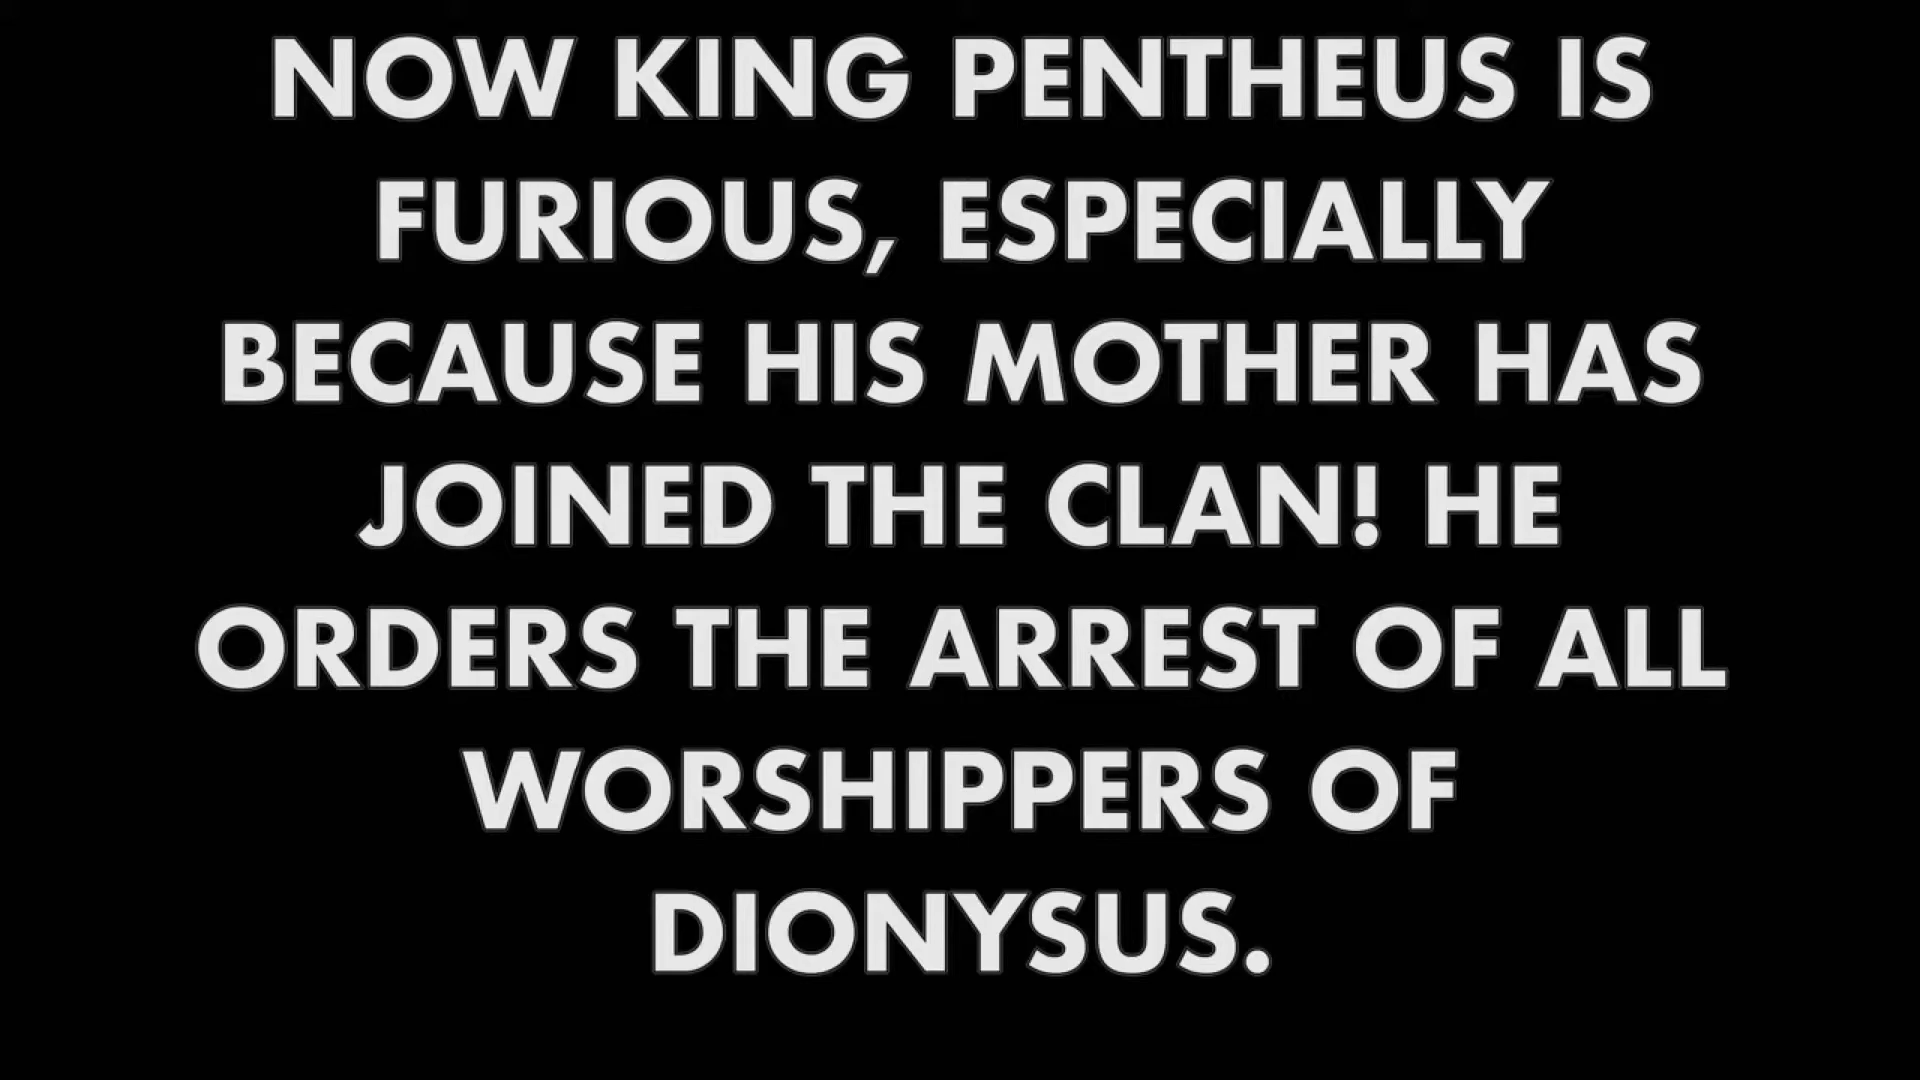 NOW KING PENTHEUS IS
FURIOUS, ESPECIALLY
BECAUSE HIS MOTHER HAS
JOINED THE CLAN! HE
ORDERS THE ARREST OF ALL
WORSHIPPERS OF
DIONYSUS.